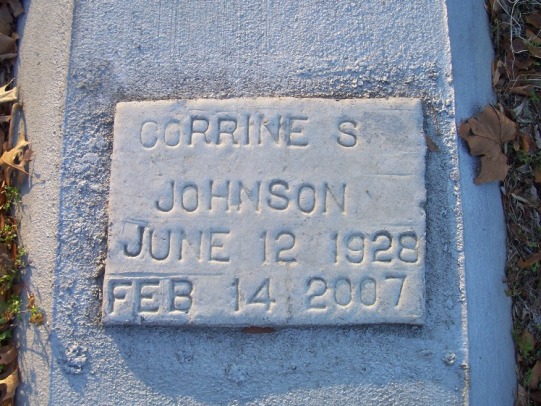 CORRINE S
JOHNSON
JUNE 12 1928
FEB 14 2007